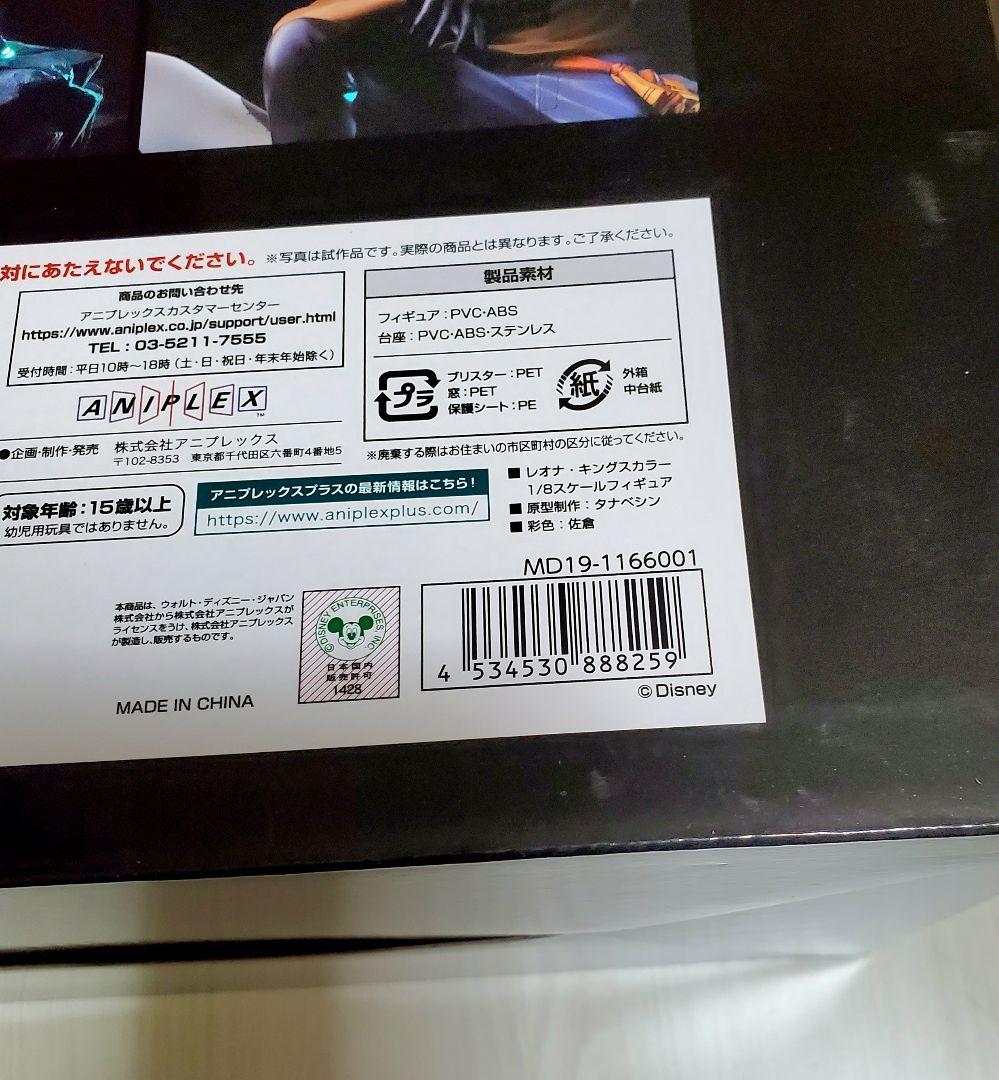 対にあたえないでください。 ※写真は試作品です。実際の商品とは異なります。ご了承ください。
商品のお問い合わせ先
アニプレックスカスタマーセンター
https://www.aniplex.co.jp/support/user.html
TEL：03-5211-7555
受付時間：平日10時～18時（土・日・祝日・年末年始除く）
ANIPLEX™
●企画・制作・発売 株式会社アニプレックス
〒102-8353 東京都千代田区六番町4番地5
対象年齢：15歳以上
幼児用玩具ではありません。
アニプレックスプラスの最新情報はこちら！
https://www.aniplexplus.com/
製品素材
フィギュア：PVC・ABS
台座：PVC・ABS・ステンレス
プラ
ブリスター：PET
窓：PET
保護シート：PE
紙
外箱
中台紙
※廃棄する際はお住まいの市区町村の区分に従ってください。
■ レオナ・キングスカラー
1/8スケールフィギュア
■ 原型制作：タナベシン
■ 彩色：佐倉
本商品は、ウォルト・ディズニー・ジャパン
株式会社から株式会社アニプレックスが
ライセンスをうけ、株式会社アニプレックス
が製造し、販売するものです。
©DISNEY ENTERPRISES INC
日本国内
販売許可
1428
MD19-1166001
4 534530 888259
©Disney
MADE IN CHINA